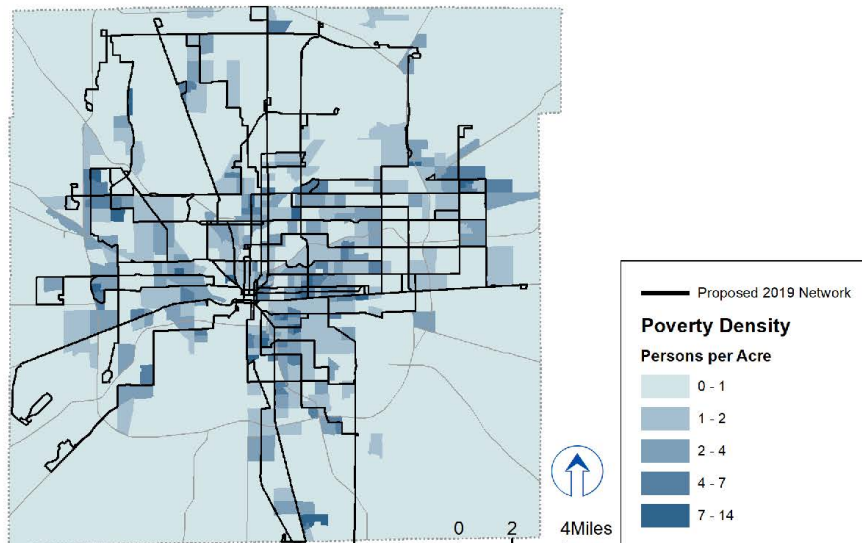 Proposed 2019 Network
Poverty Density
Persons per Acre
0 - 1
1 - 2
2 - 4
4 - 7
7 - 14
0 2 4Miles